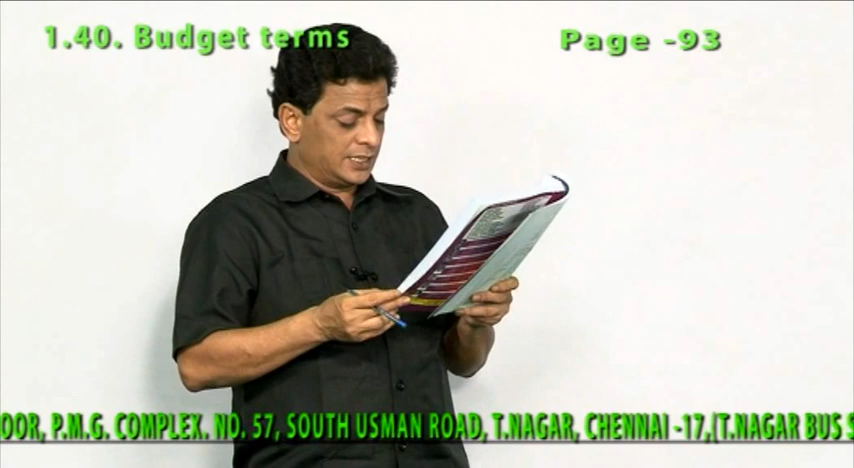 1.40. Budget terms
Page -93
OOR, P.M.G. COMPLEX. NO. 57, SOUTH USMAN ROAD, T.NAGAR, CHENNAI -17,(T.NAGAR BUS S